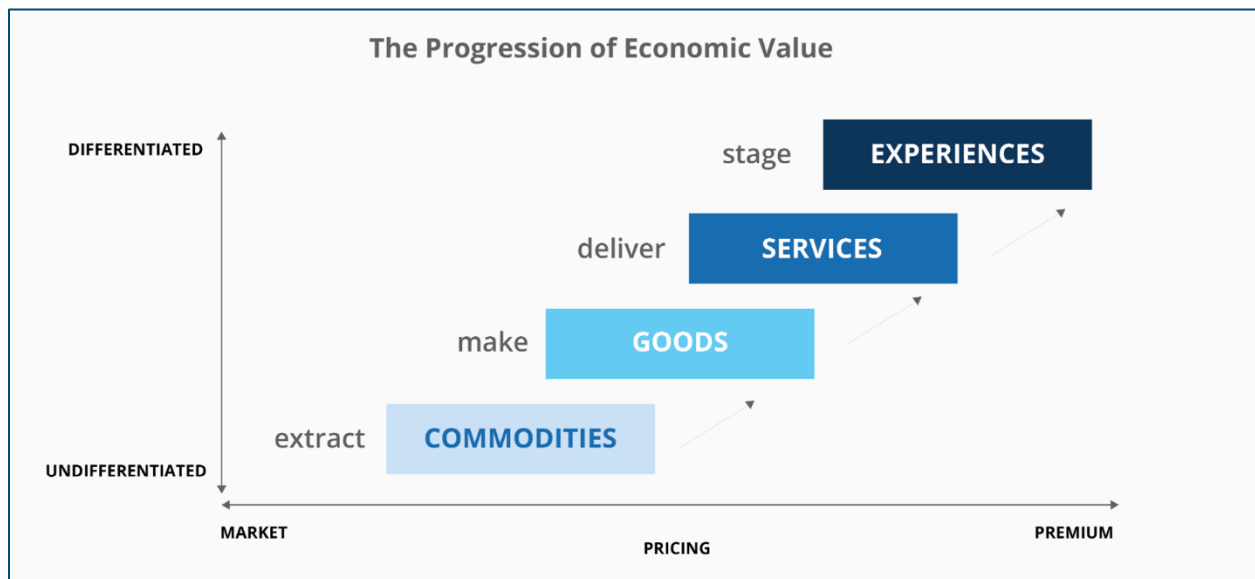 The Progression of Economic Value
DIFFERENTIATED
stage EXPERIENCES
deliver SERVICES
make GOODS
extract COMMODITIES
UNDIFFERENTIATED
MARKET PREMIUM
PRICING